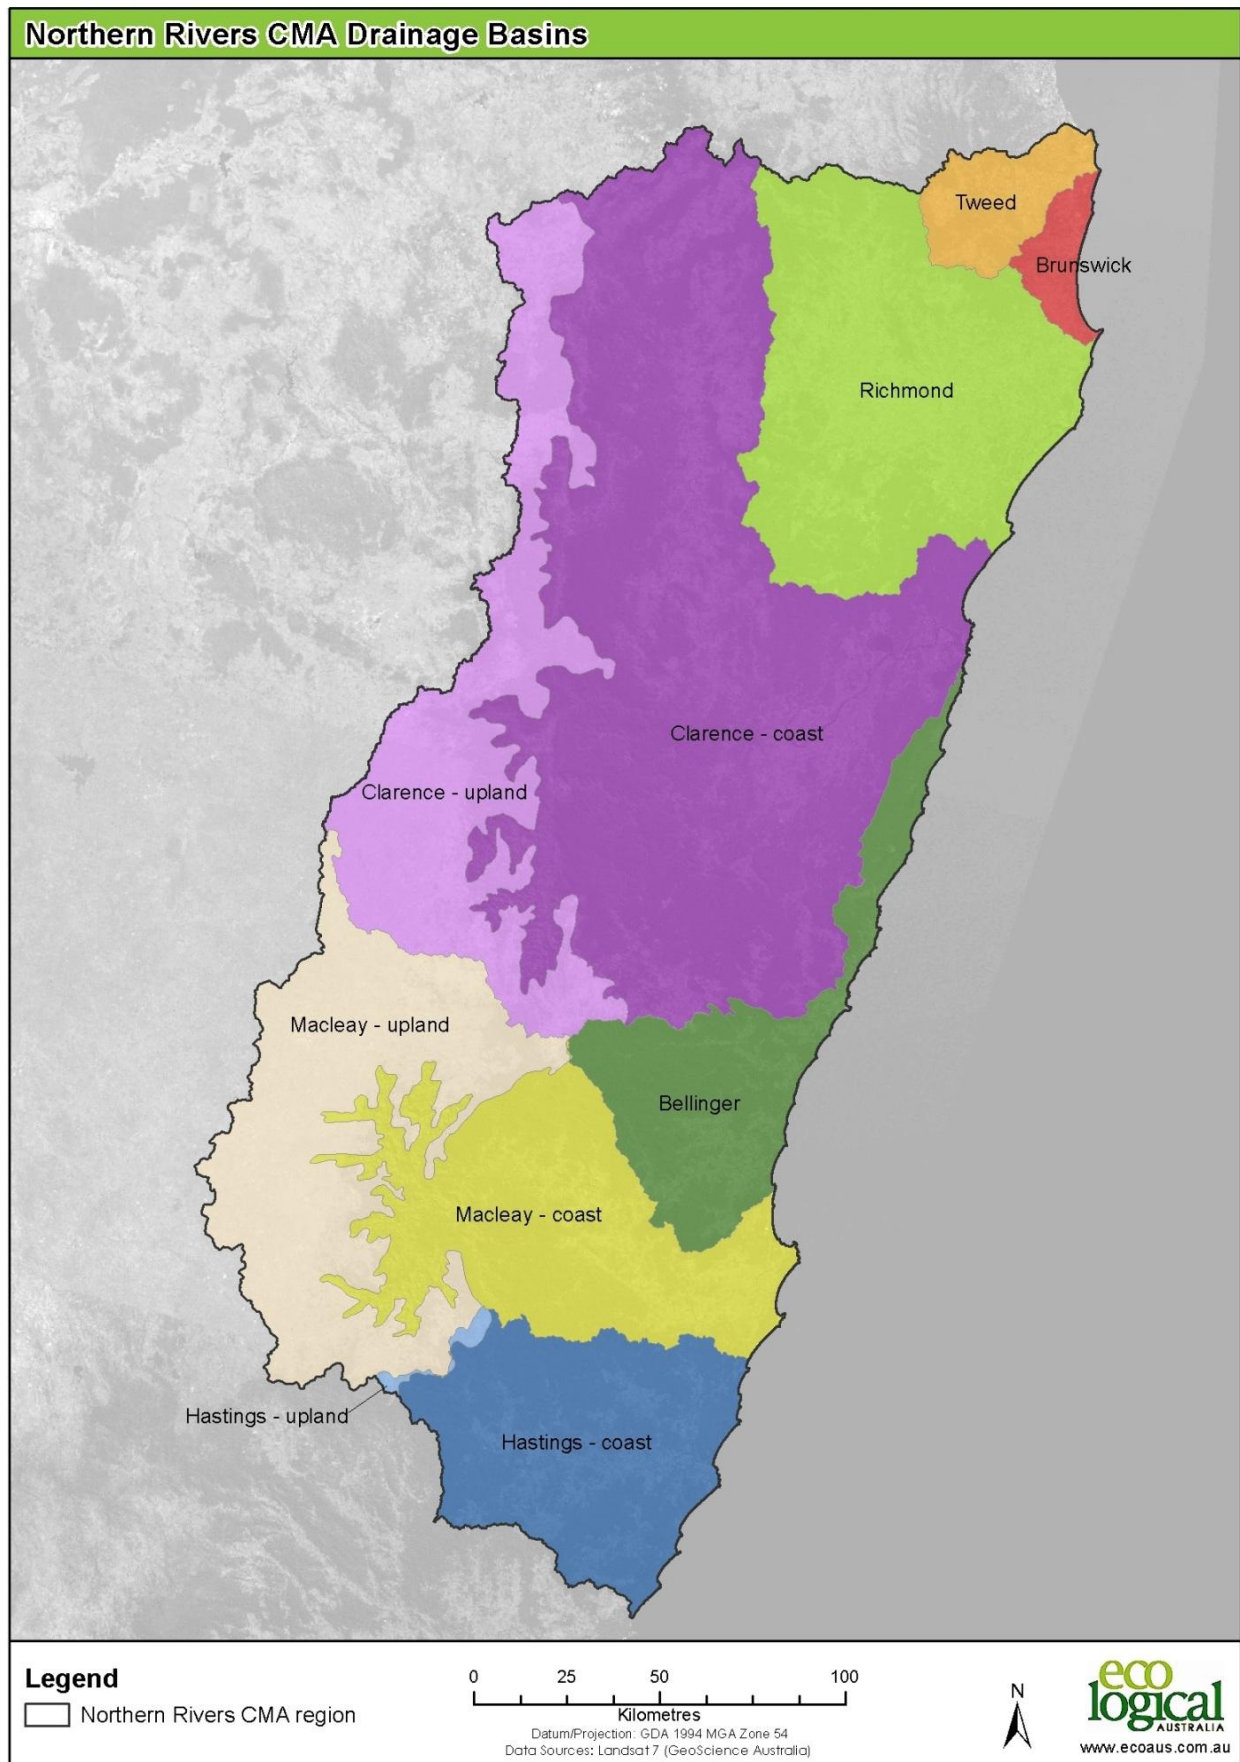 Northern Rivers CMA Drainage Basins
Tweed
Brunswick
Richmond
Clarence - coast
Clarence - upland
Macleay - upland
Bellinger
Macleay - coast
Hastings - upland
Hastings - coast
Legend
Northern Rivers CMA region
0 25 50 100
Kilometres
Datum/Projection: GDA 1994 MGA Zone 54
Data Sources: Landsat 7 (GeoScience Australia)
N
eco
logical
AUSTRALIA
www.ecoaus.com.au